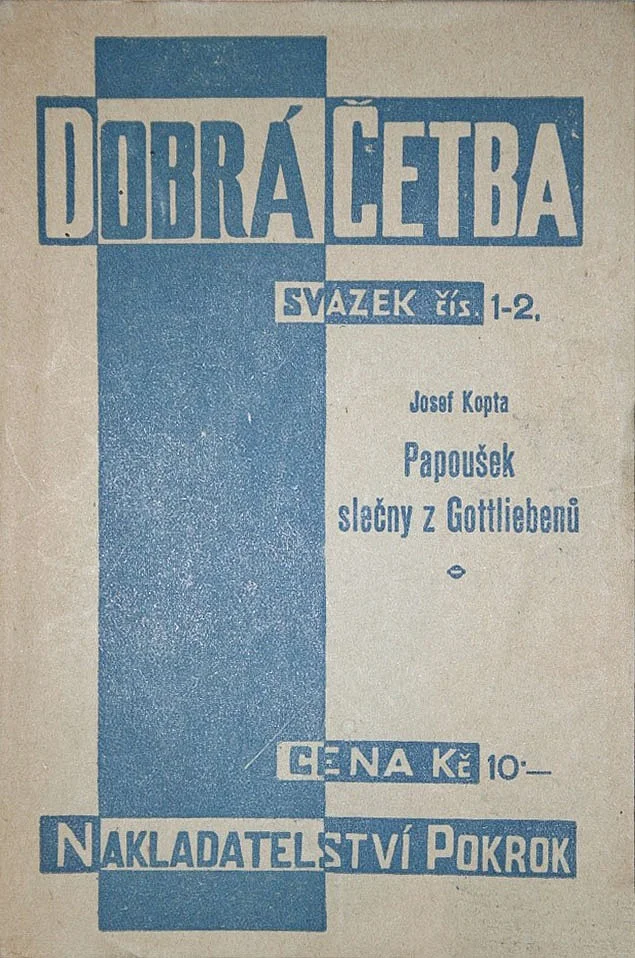 DOBRÁ ČETBA
SVAZEK čís. 1-2.
Josef Kopta
Papoušek
slečny z Gottliebenů
CENA Kč 10·—
NAKLADATELSTVÍ POKROK